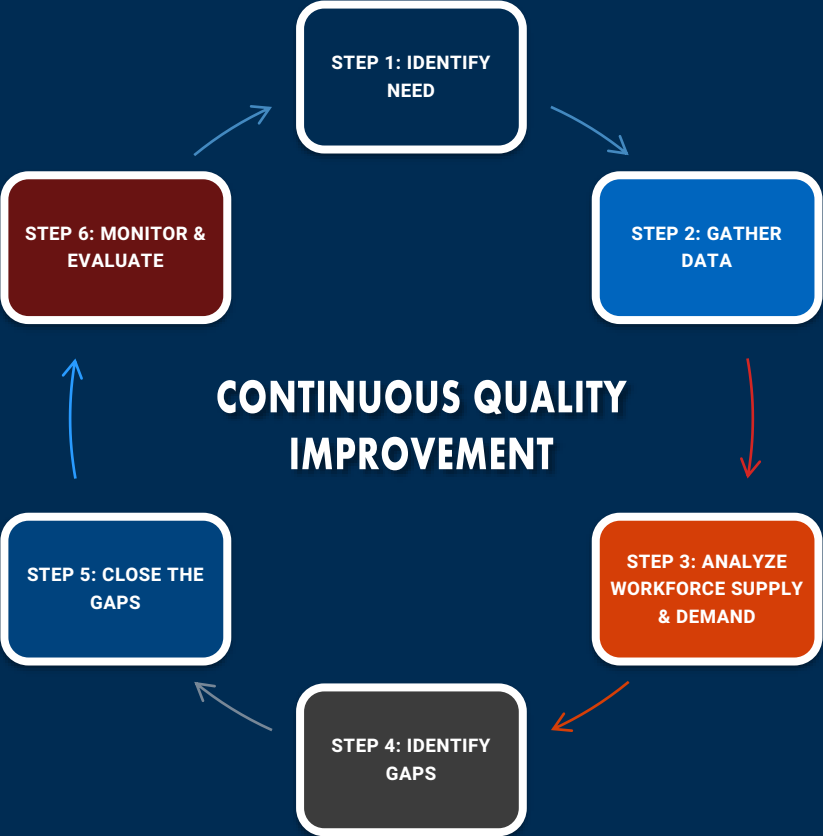 STEP 1: IDENTIFY
NEED
STEP 2: GATHER
DATA
STEP 3: ANALYZE
WORKFORCE SUPPLY
& DEMAND
STEP 4: IDENTIFY
GAPS
STEP 5: CLOSE THE
GAPS
STEP 6: MONITOR &
EVALUATE
CONTINUOUS QUALITY
IMPROVEMENT